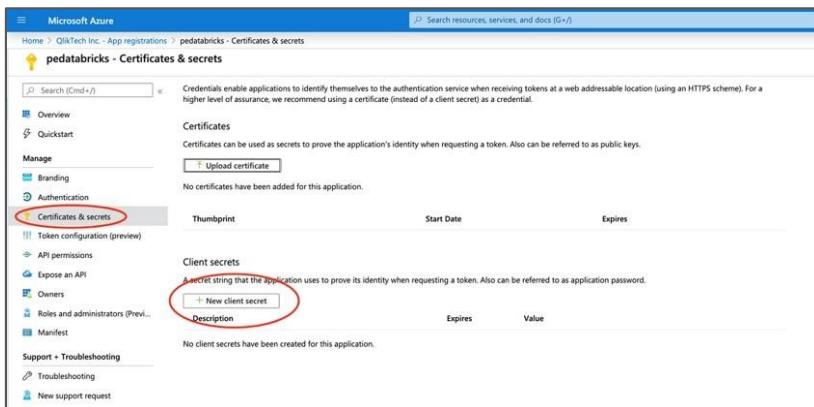 Microsoft Azure
Search resources, services, and docs (G+/)
Home > QlikTech Inc. - App registrations > pedatabricks - Certificates & secrets
pedatabricks - Certificates & secrets
Search (Cmd+/)
«
Overview
Quickstart
Manage
Branding
Authentication
Certificates & secrets
Token configuration (preview)
API permissions
Expose an API
Owners
Roles and administrators (Previ...
Manifest
Support + Troubleshooting
Troubleshooting
New support request
Credentials enable applications to identify themselves to the authentication service when receiving tokens at a web addressable location (using an HTTPS scheme). For a
higher level of assurance, we recommend using a certificate (instead of a client secret) as a credential.
Certificates
Certificates can be used as secrets to prove the application's identity when requesting a token. Also can be referred to as public keys.
Upload certificate
No certificates have been added for this application.
Thumbprint Start Date Expires
Client secrets
A secret string that the application uses to prove its identity when requesting a token. Also can be referred to as application password.
+ New client secret
Description Expires Value
No client secrets have been created for this application.